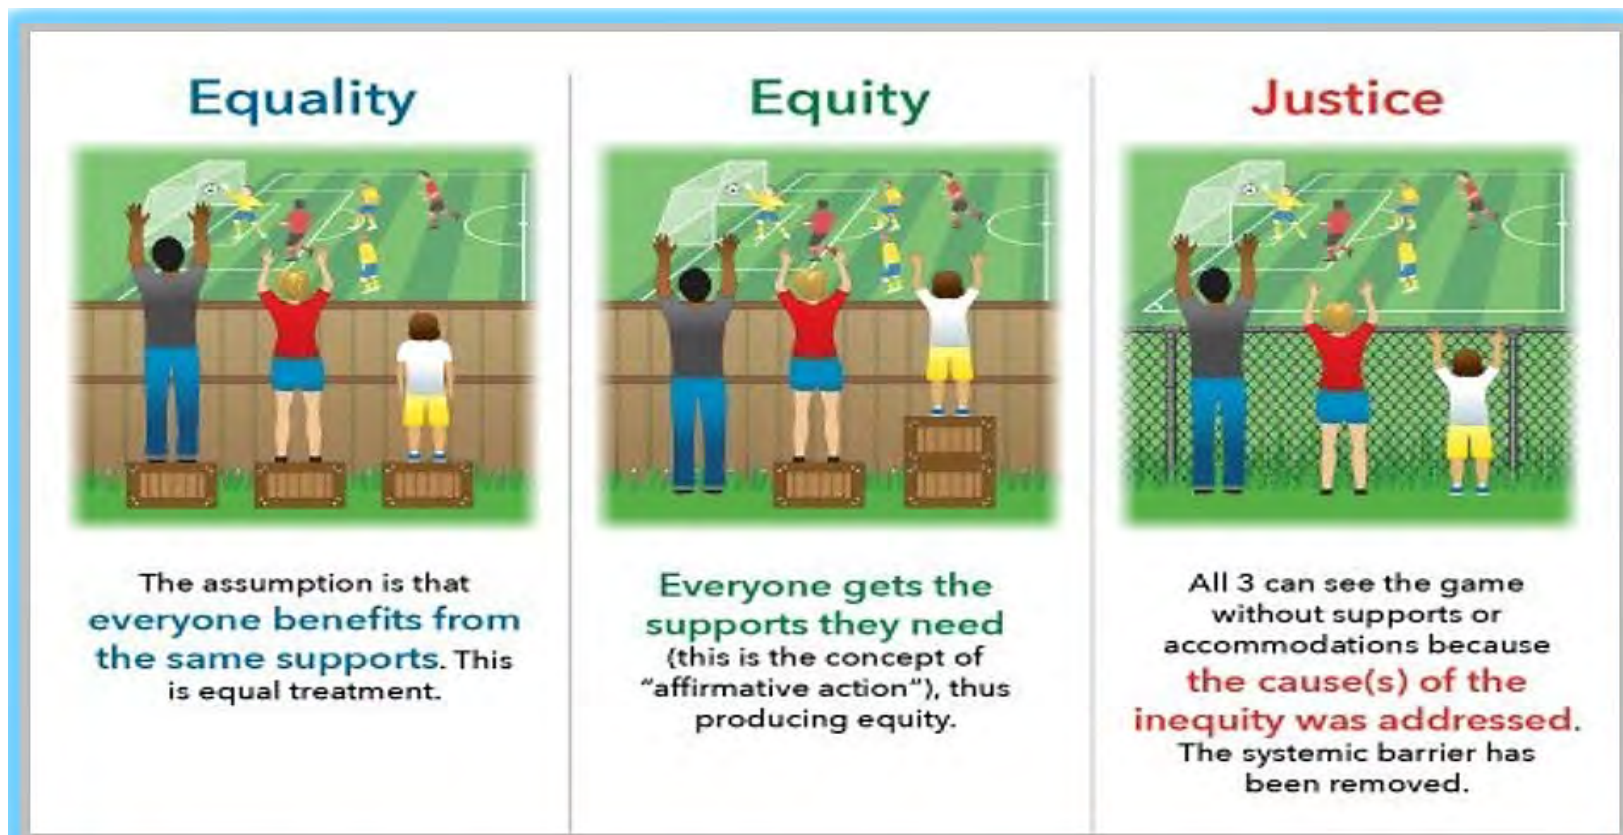 Equality
The assumption is that
everyone benefits from
the same supports. This
is equal treatment.
Equity
Everyone gets the
supports they need
(this is the concept of
“affirmative action”), thus
producing equity.
Justice
All 3 can see the game
without supports or
accommodations because
the cause(s) of the
inequity was addressed.
The systemic barrier has
been removed.